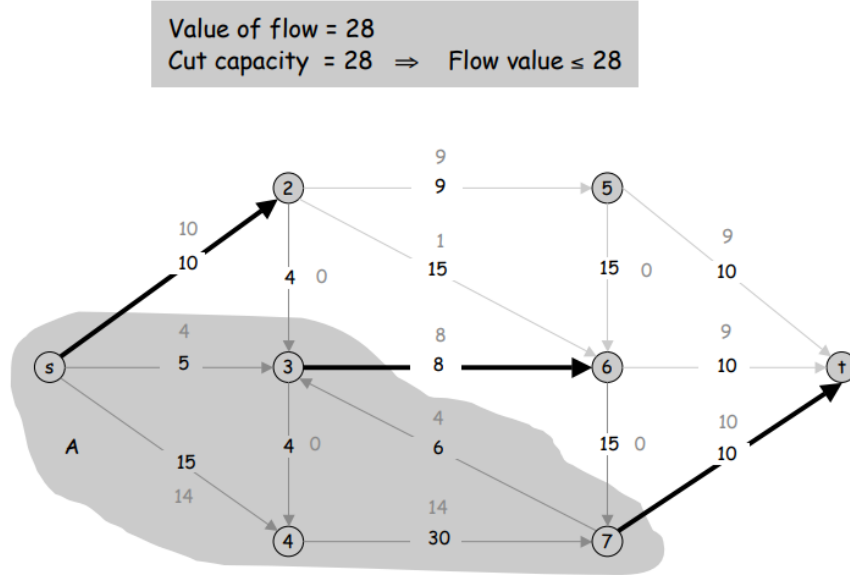 Value of flow = 28
Cut capacity = 28 ⇒ Flow value ≤ 28
9
2 9 5
10 1 9
10 15 10
4 0 15 0
4 8 9
s 5 3 8 6 10 t
4 10
A 15 4 0 6 15 0 10
14 14
4 30 7